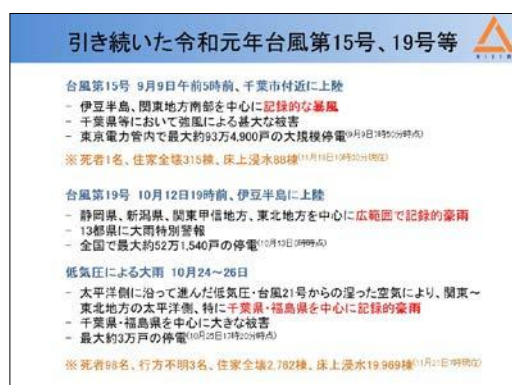 引き続いた令和元年台風第15号、19号等
台風第15号 9月9日午前5時前、千葉市付近に上陸
- 伊豆半島、関東地方南部を中心に記録的な暴風
- 千葉県等において強風による甚大な被害
- 東京電力管内で最大約93万4,900戸の大規模停電(9月9日7時50分時点)
※死者1名、住家全壊315棟、床上浸水88棟
台風第19号 10月12日19時前、伊豆半島に上陸
- 静岡県、新潟県、関東甲信地方、東北地方を中心に広範囲で記録的豪雨
- 13都県に大雨特別警報
- 全国で最大約52万1,540戸の停電
低気圧による大雨 10月24~26日
- 太平洋側に沿って進んだ低気圧・台風21号からの湿った空気により、関東~
東北地方の太平洋側、特に千葉県・福島県を中心に記録的豪雨
- 千葉県・福島県を中心に大きな被害
- 最大約3万戸の停電
※死者98名、行方不明3名、住家全壊2,762棟、床上浸水19,969棟